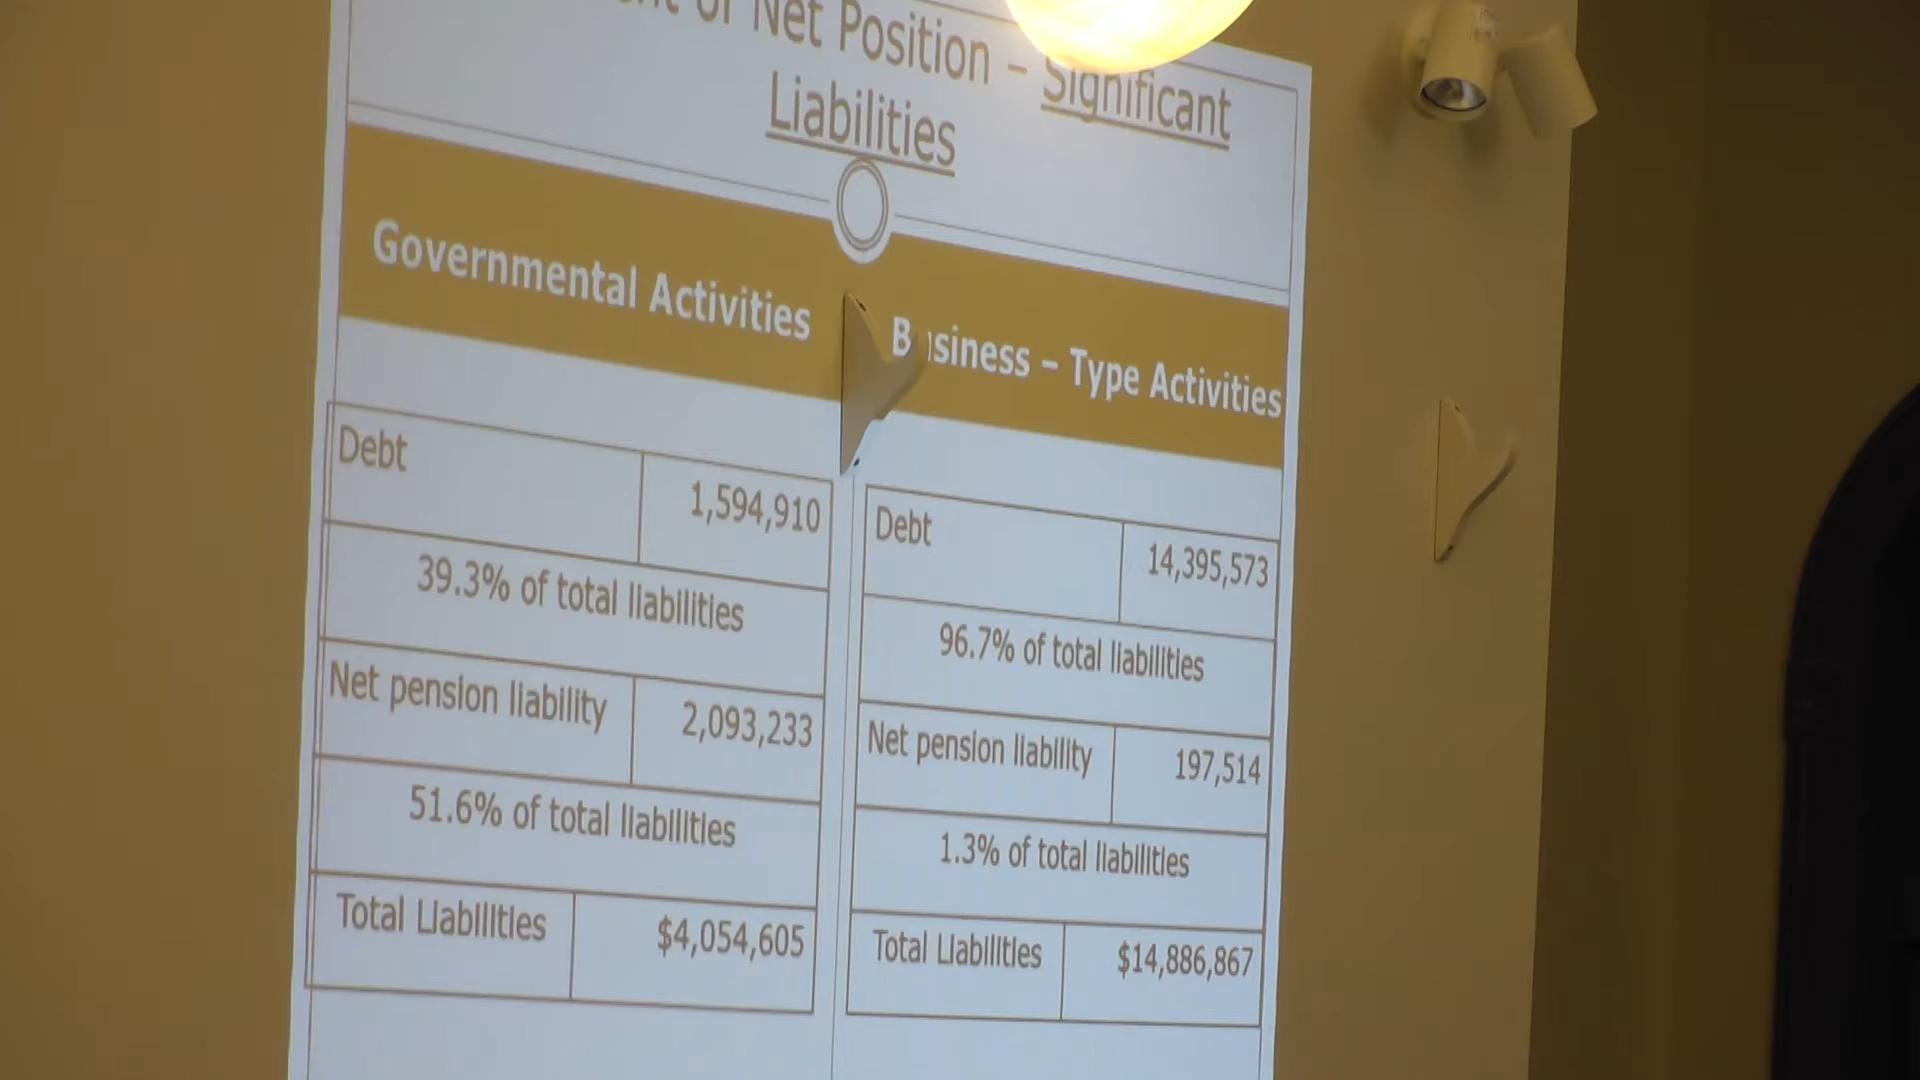 of Net Position – Significant
Liabilities
Governmental Activities
Business – Type Activities
Debt
1,594,910
39.3% of total liabilities
Net pension liability
2,093,233
51.6% of total liabilities
Total Liabilities
$4,054,605
Debt
14,395,573
96.7% of total liabilities
Net pension liability
197,514
1.3% of total liabilities
Total Liabilities
$14,886,867